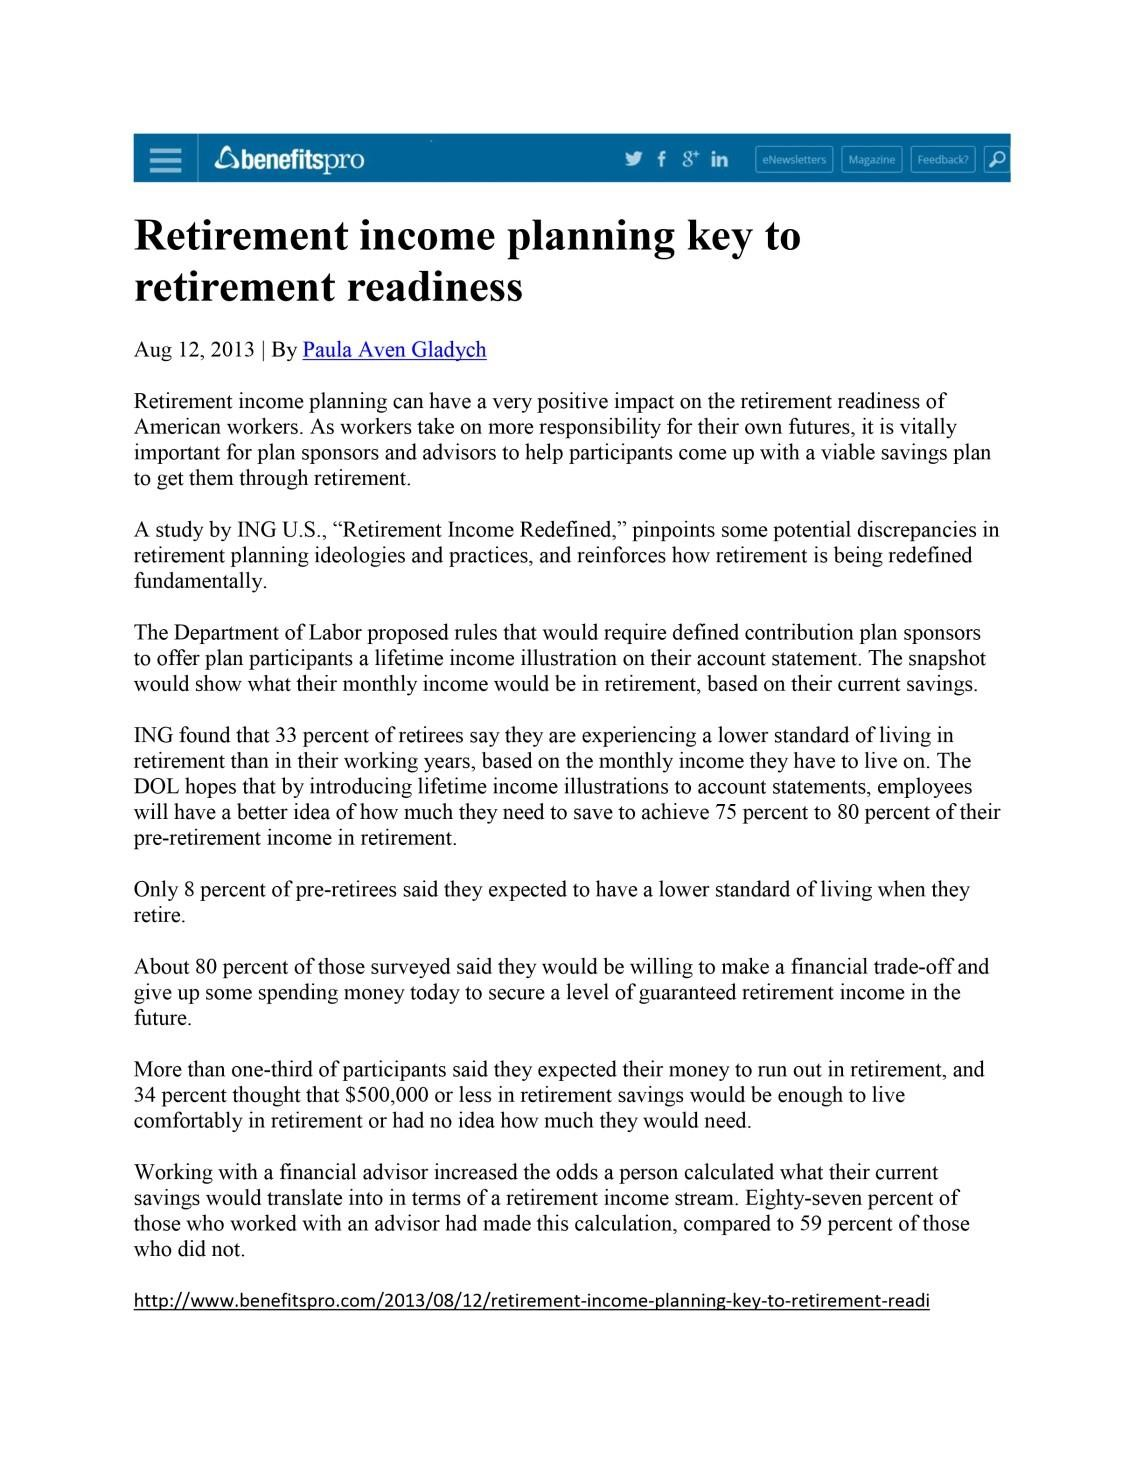 benefitspro
eNewsletters Magazine Feedback?
Retirement income planning key to
retirement readiness
Aug 12, 2013 | By Paula Aven Gladych
Retirement income planning can have a very positive impact on the retirement readiness of
American workers. As workers take on more responsibility for their own futures, it is vitally
important for plan sponsors and advisors to help participants come up with a viable savings plan
to get them through retirement.
A study by ING U.S., “Retirement Income Redefined,” pinpoints some potential discrepancies in
retirement planning ideologies and practices, and reinforces how retirement is being redefined
fundamentally.
The Department of Labor proposed rules that would require defined contribution plan sponsors
to offer plan participants a lifetime income illustration on their account statement. The snapshot
would show what their monthly income would be in retirement, based on their current savings.
ING found that 33 percent of retirees say they are experiencing a lower standard of living in
retirement than in their working years, based on the monthly income they have to live on. The
DOL hopes that by introducing lifetime income illustrations to account statements, employees
will have a better idea of how much they need to save to achieve 75 percent to 80 percent of their
pre-retirement income in retirement.
Only 8 percent of pre-retirees said they expected to have a lower standard of living when they
retire.
About 80 percent of those surveyed said they would be willing to make a financial trade-off and
give up some spending money today to secure a level of guaranteed retirement income in the
future.
More than one-third of participants said they expected their money to run out in retirement, and
34 percent thought that $500,000 or less in retirement savings would be enough to live
comfortably in retirement or had no idea how much they would need.
Working with a financial advisor increased the odds a person calculated what their current
savings would translate into in terms of a retirement income stream. Eighty-seven percent of
those who worked with an advisor had made this calculation, compared to 59 percent of those
who did not.
http://www.benefitspro.com/2013/08/12/retirement-income-planning-key-to-retirement-readi